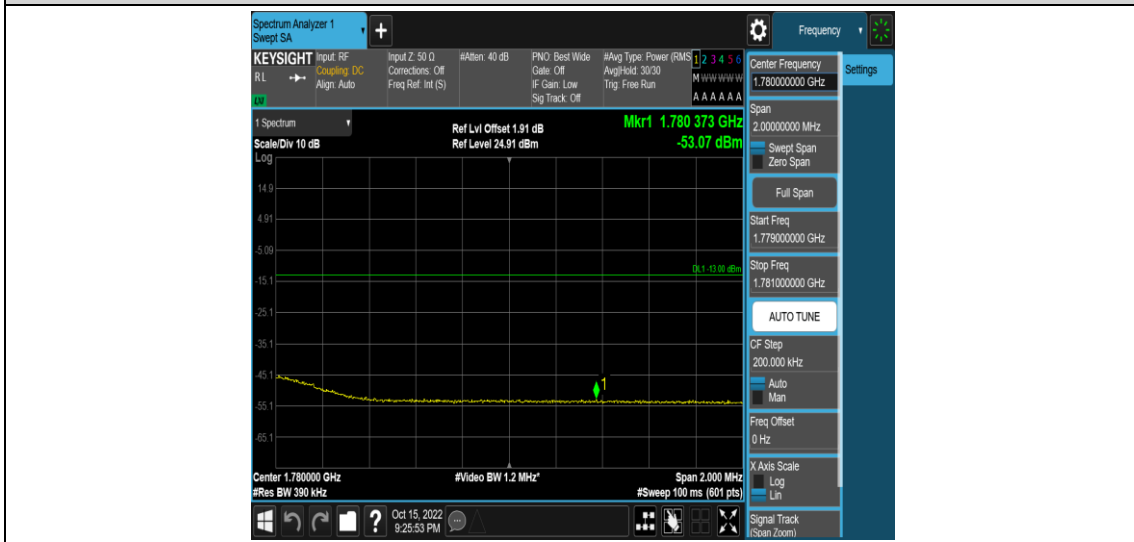 Spectrum Analyzer 1
Swept SA
+
Frequency
KEYSIGHT
RL
Input: RF
Coupling: DC
Align: Auto
Input Z: 50 Ω
Corrections: Off
Freq Ref: Int (S)
#Atten: 40 dB
PNO: Best Wide
Gate: Off
IF Gain: Low
Sig Track: Off
#Avg Type: Power (RMS
Avg|Hold: 30/30
Trig: Free Run
1 2 3 4 5 6
M W W W W W
A A A A A A
1 Spectrum
Scale/Div 10 dB
Log
Ref Lvl Offset 1.91 dB
Ref Level 24.91 dBm
Mkr1 1.780 373 GHz
-53.07 dBm
14.9
4.91
-5.09
-15.1
-25.1
-35.1
-45.1
-55.1
-65.1
DL1 -13.00 dBm
1
Center 1.780000 GHz
#Res BW 390 kHz
#Video BW 1.2 MHz*
Span 2.000 MHz
#Sweep 100 ms (601 pts)
?
Oct 15, 2022
9:25:53 PM
Center Frequency
1.780000000 GHz
Settings
Span
2.00000000 MHz
Swept Span
Zero Span
Full Span
Start Freq
1.779000000 GHz
Stop Freq
1.781000000 GHz
AUTO TUNE
CF Step
200.000 kHz
Auto
Man
Freq Offset
0 Hz
X Axis Scale
Log
Lin
Signal Track
(Span Zoom)